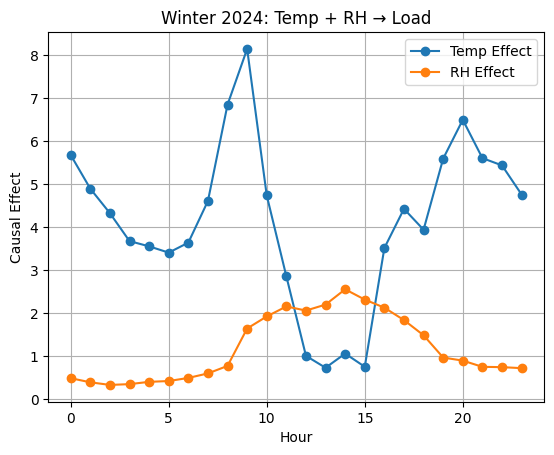 Winter 2024: Temp + RH → Load
Temp Effect
RH Effect
Causal Effect
8
7
6
5
4
3
2
1
0
0 5 10 15 20
Hour